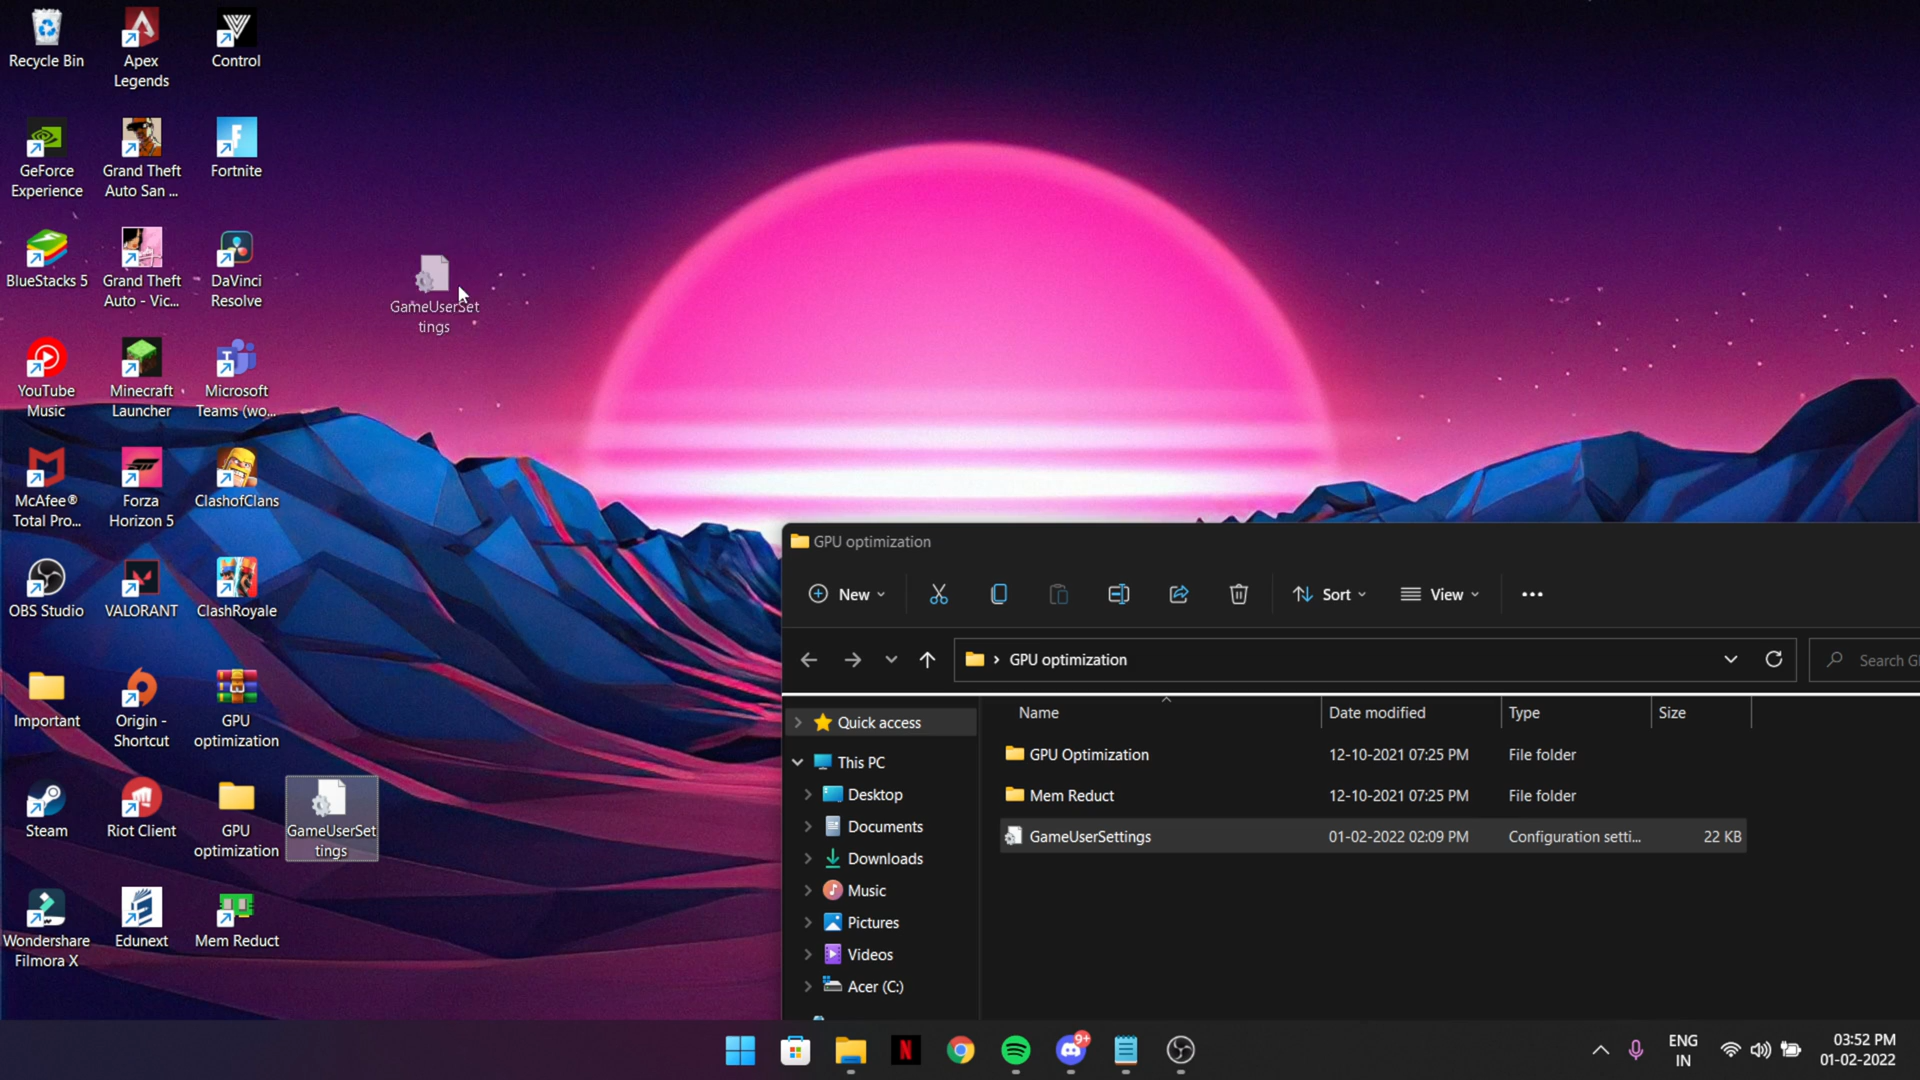 Recycle Bin
Apex
Legends
Control
GeForce
Experience
Grand Theft
Auto San ...
Fortnite
BlueStacks 5
Grand Theft
Auto - Vic...
DaVinci
Resolve
GameUserSet
tings
YouTube
Music
Minecraft
Launcher
Microsoft
Teams (wo...
McAfee®
Total Pro...
Forza
Horizon 5
ClashofClans
OBS Studio
VALORANT
ClashRoyale
Important
Origin -
Shortcut
GPU
optimization
Steam
Riot Client
GPU
optimization
GameUserSet
tings
Wondershare
Filmora X
Edunext
Mem Reduct
GPU optimization
New
Sort
View
GPU optimization
Search G
Quick access
This PC
Desktop
Documents
Downloads
Music
Pictures
Videos
Acer (C:)
Name Date modified Type Size
GPU Optimization 12-10-2021 07:25 PM File folder
Mem Reduct 12-10-2021 07:25 PM File folder
GameUserSettings 01-02-2022 02:09 PM Configuration setti... 22 KB
9+
ENG
IN
03:52 PM
01-02-2022